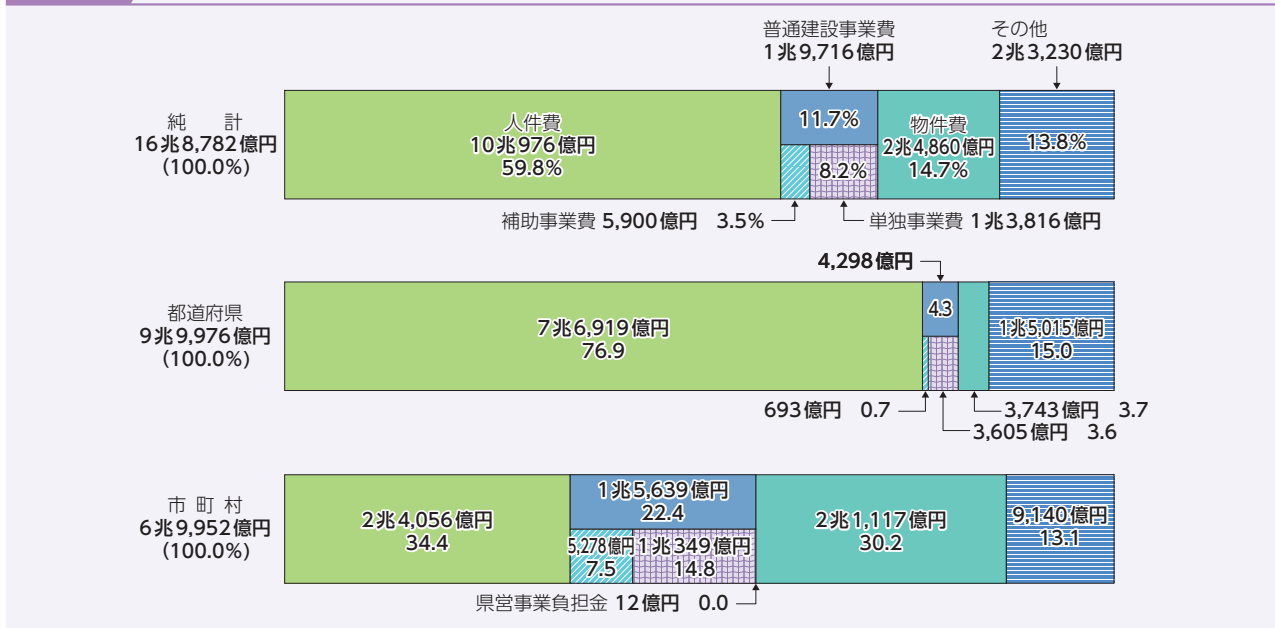 普通建設事業費
1兆9,716億円
その他
2兆3,230億円
純計
16兆8,782億円
(100.0%)
人件費
10兆976億円
59.8%
11.7%
8.2%
物件費
2兆4,860億円
14.7%
13.8%
補助事業費 5,900億円 3.5%
単独事業費 1兆3,816億円
4,298億円
都道府県
9兆9,976億円
(100.0%)
7兆6,919億円
76.9
4.3
1兆5,015億円
15.0
693億円 0.7
3,743億円 3.7
3,605億円 3.6
市町村
6兆9,952億円
(100.0%)
2兆4,056億円
34.4
1兆5,639億円
22.4
5,278億円
7.5
1兆349億円
14.8
2兆1,117億円
30.2
9,140億円
13.1
県営事業負担金 12億円 0.0